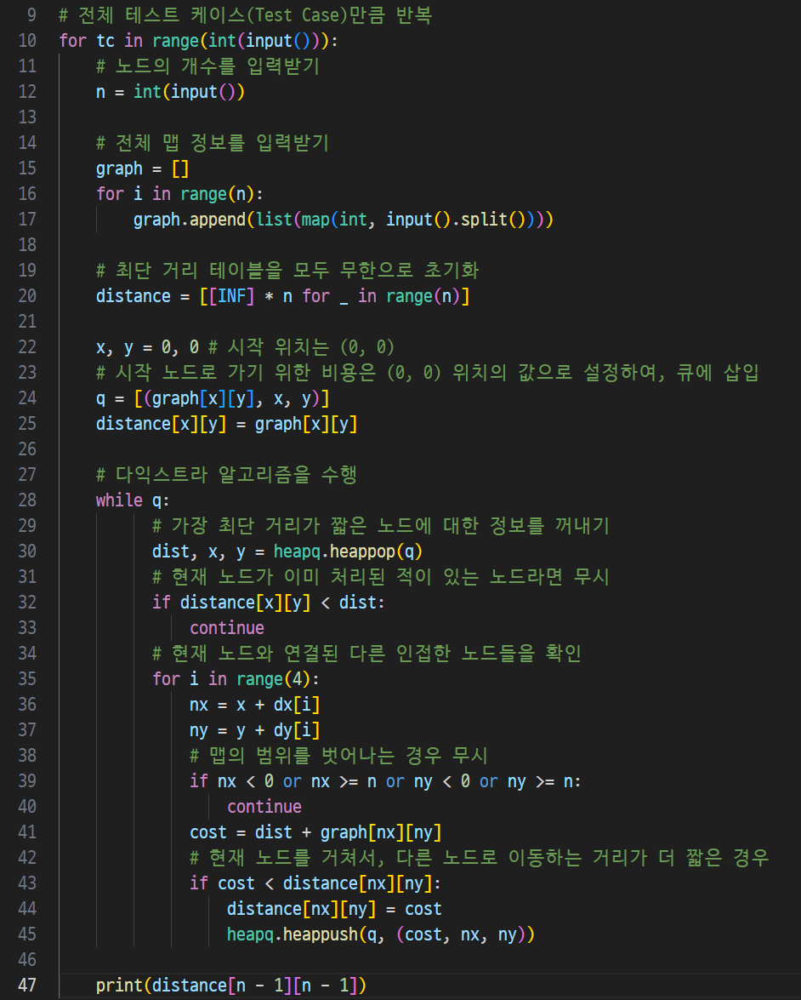 9 # 전체 테스트 케이스(Test Case)만큼 반복
10 for tc in range(int(input())):
11     # 노드의 개수를 입력받기
12     n = int(input())
13
14     # 전체 맵 정보를 입력받기
15     graph = []
16     for i in range(n):
17         graph.append(list(map(int, input().split())))
18
19     # 최단 거리 테이블을 모두 무한으로 초기화
20     distance = [[INF] * n for _ in range(n)]
21
22     x, y = 0, 0 # 시작 위치는 (0, 0)
23     # 시작 노드로 가기 위한 비용은 (0, 0) 위치의 값으로 설정하여, 큐에 삽입
24     q = [(graph[x][y], x, y)]
25     distance[x][y] = graph[x][y]
26
27     # 다익스트라 알고리즘을 수행
28     while q:
29           # 가장 최단 거리가 짧은 노드에 대한 정보를 꺼내기
30           dist, x, y = heapq.heappop(q)
31           # 현재 노드가 이미 처리된 적이 있는 노드라면 무시
32           if distance[x][y] < dist:
33               continue
34           # 현재 노드와 연결된 다른 인접한 노드들을 확인
35           for i in range(4):
36               nx = x + dx[i]
37               ny = y + dy[i]
38               # 맵의 범위를 벗어나는 경우 무시
39               if nx < 0 or nx >= n or ny < 0 or ny >= n:
40                   continue
41               cost = dist + graph[nx][ny]
42               # 현재 노드를 거쳐서, 다른 노드로 이동하는 거리가 더 짧은 경우
43               if cost < distance[nx][ny]:
44                   distance[nx][ny] = cost
45                   heapq.heappush(q, (cost, nx, ny))
46
47     print(distance[n - 1][n - 1])